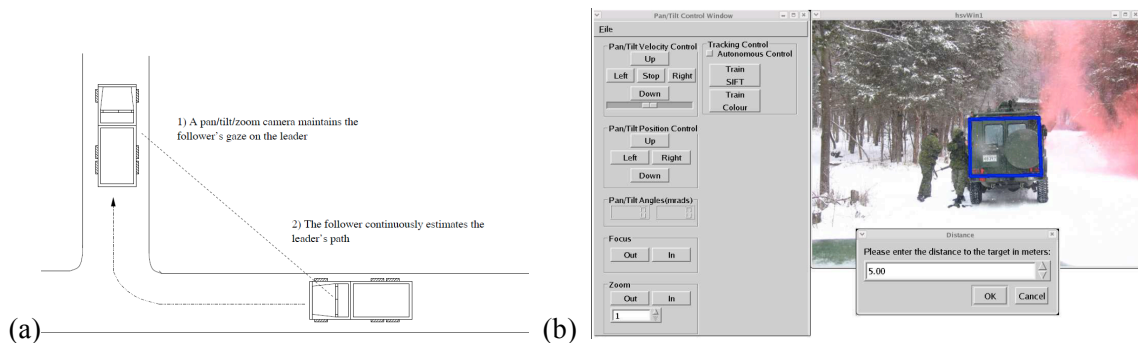 1) A pan/tilt/zoom camera maintains the
follower's gaze on the leader
2) The follower continuously estimates the
leader's path
(a)
(b)
Pan/Tilt Control Window
Eile
Pan/Tilt Velocity Control
Up
Left Stop Right
Down
Pan/Tilt Position Control
Up
Left Right
Down
Pan/Tilt Angles(mrads)
Focus
Out In
Zoom
Out In
1
Tracking Control
Autonomous Control
Train
SIFT
Train
Colour
hsvWin1
Distance
Please enter the distance to the target in meters:
5.00
OK Cancel